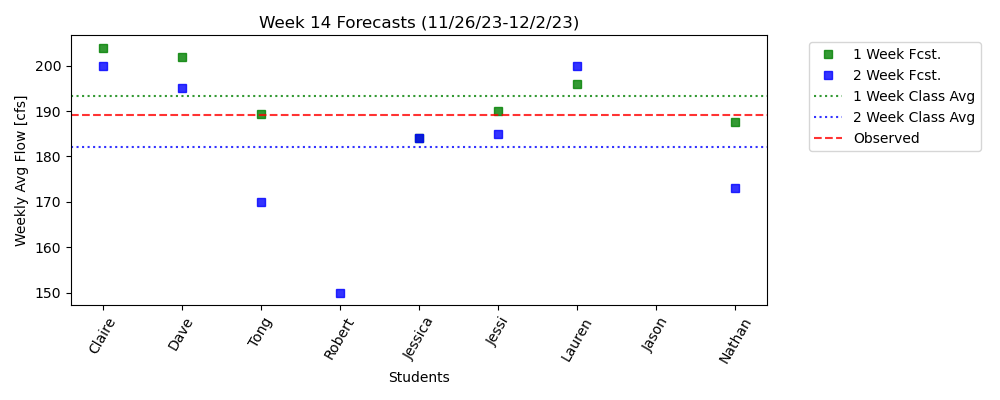 Week 14 Forecasts (11/26/23-12/2/23)
Weekly Avg Flow [cfs]
200
190
180
170
160
150
Claire
Dave
Tong
Robert
Jessica
Jessi
Lauren
Jason
Nathan
Students
1 Week Fcst.
2 Week Fcst.
1 Week Class Avg
2 Week Class Avg
Observed